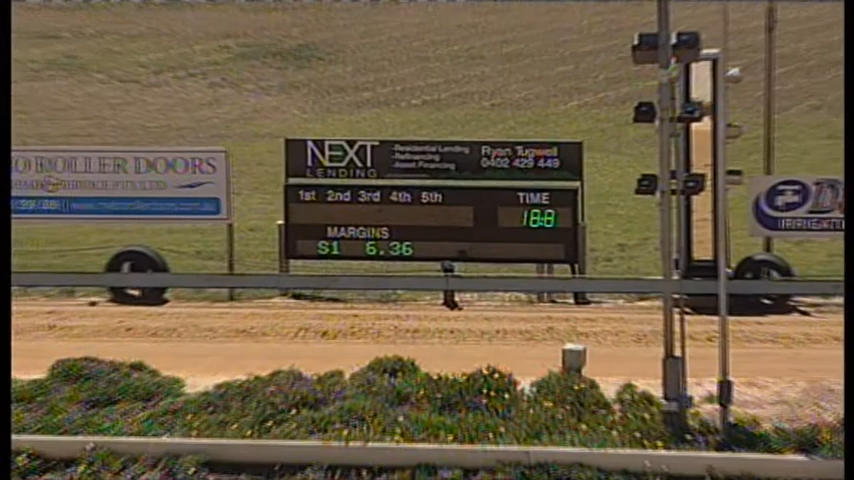 ROLLER DOORS
NEXT
LENDING
-Residential Lending
-Refinancing
-Asset Financing
Ryan Tugwell
0402 429 449
1st 2nd 3rd 4th 5th
TIME
18:8
MARGINS
S1 6.36
IRRIGATION